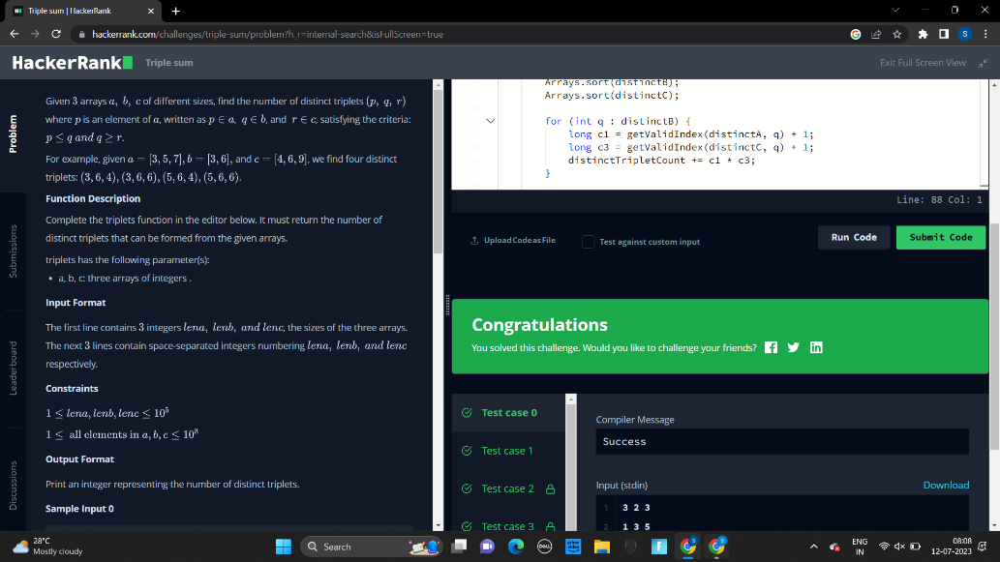 Triple sum | HackerRank
hackerrank.com/challenges/triple-sum/problem?h_r=internal-search&isFullScreen=true
S
HackerRank
Triple sum
Exit Full Screen View
Problem
Submissions
Leaderboard
Discussions
Given 3 arrays a, b, c of different sizes, find the number of distinct triplets (p, q, r)
where p is an element of a, written as p ∈ a, q ∈ b, and r ∈ c, satisfying the criteria:
p ≤ q and q ≥ r.
For example, given a = [3, 5, 7], b = [3, 6], and c = [4, 6, 9], we find four distinct
triplets: (3, 6, 4), (3, 6, 6), (5, 6, 4), (5, 6, 6).
Function Description
Complete the triplets function in the editor below. It must return the number of
distinct triplets that can be formed from the given arrays.
triplets has the following parameter(s):
• a, b, c: three arrays of integers .
Input Format
The first line contains 3 integers lena, lenb, and lenc, the sizes of the three arrays.
The next 3 lines contain space-separated integers numbering lena, lenb, and lenc
respectively.
Constraints
1 ≤ lena, lenb, lenc ≤ 10⁵
1 ≤ all elements in a, b, c ≤ 10⁸
Output Format
Print an integer representing the number of distinct triplets.
Sample Input 0
Arrays.sort(distinctB);
Arrays.sort(distinctC);
for (int q : distinctB) {
long c1 = getValidIndex(distinctA, q) + 1;
long c3 = getValidIndex(distinctC, q) + 1;
distinctTripletCount += c1 * c3;
}
Line: 88 Col: 1
Upload Code as File
Test against custom input
Run Code
Submit Code
Congratulations
You solved this challenge. Would you like to challenge your friends?
Test case 0
Test case 1
Test case 2
Test case 3
Compiler Message
Success
Input (stdin)
Download
1 3 2 3
2 1 3 5
28°C
Mostly cloudy
Search
DELL
ENG
IN
08:08
12-07-2023